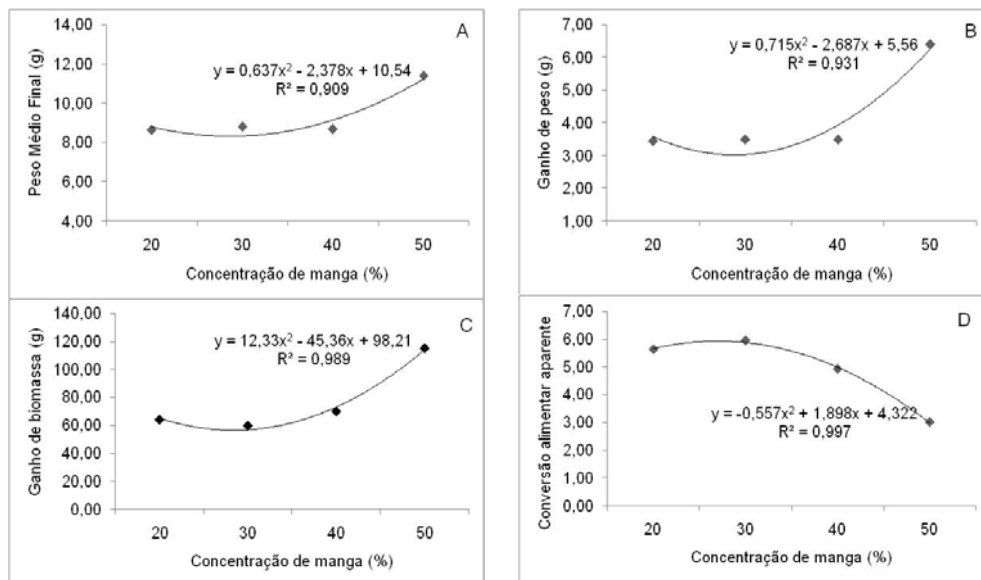 A
14,00
12,00
10,00
8,00
6,00
4,00
Peso Médio Final (g)
y = 0,637x² - 2,378x + 10,54
R² = 0,909
20 30 40 50
Concentração de manga (%)
B
7,00
6,00
5,00
4,00
3,00
2,00
1,00
Ganho de peso (g)
y = 0,715x² - 2,687x + 5,56
R² = 0,931
20 30 40 50
Concentração de manga (%)
C
140,00
120,00
100,00
80,00
60,00
40,00
20,00
0,00
Ganho de biomassa (g)
y = 12,33x² - 45,36x + 98,21
R² = 0,989
20 30 40 50
Concentração de manga (%)
D
7,00
6,00
5,00
4,00
3,00
2,00
1,00
0,00
Conversão alimentar aparente
y = -0,557x² + 1,898x + 4,322
R² = 0,997
20 30 40 50
Concentração de manga (%)